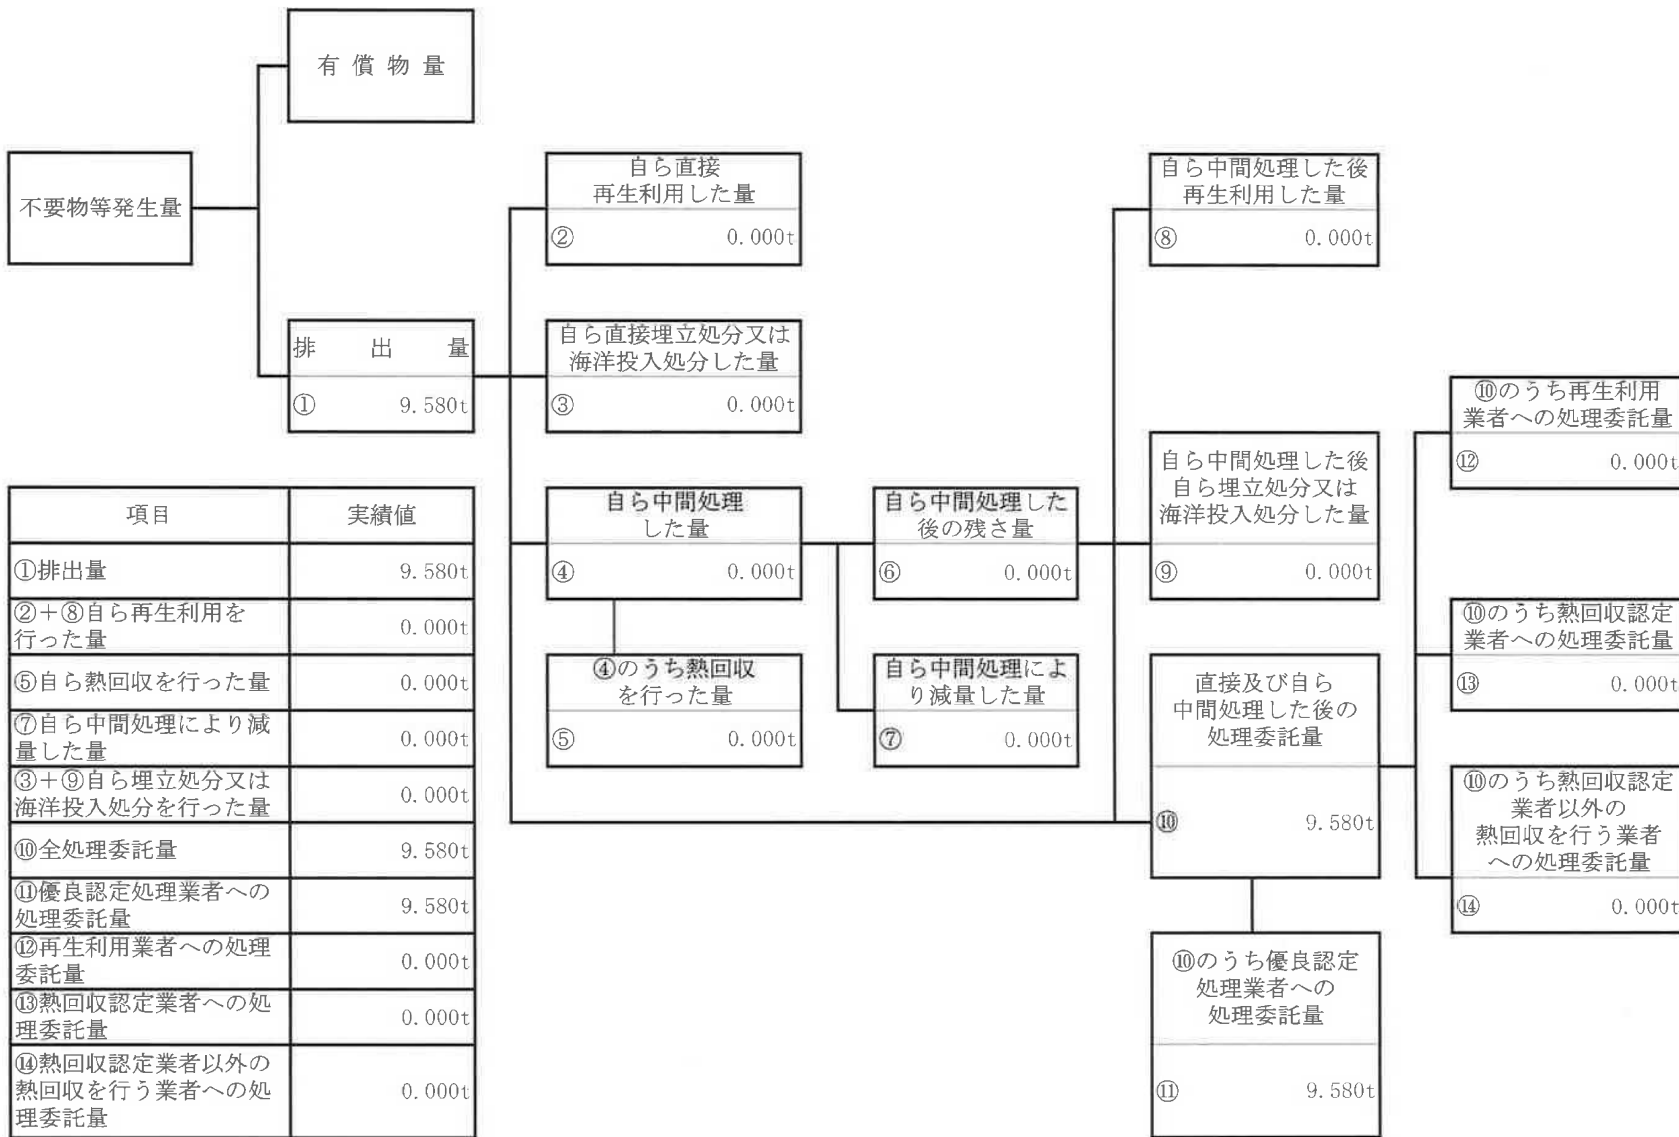 有償物量
不要物等発生量
排出量
① 9.580t
自ら直接
再生利用した量
② 0.000t
自ら直接埋立処分又は
海洋投入処分した量
③ 0.000t
自ら中間処理
した量
④ 0.000t
④のうち熱回収
を行った量
⑤ 0.000t
自ら中間処理した
後の残さ量
⑥ 0.000t
自ら中間処理によ
り減量した量
⑦ 0.000t
自ら中間処理した後
再生利用した量
⑧ 0.000t
自ら中間処理した後
自ら埋立処分又は
海洋投入処分した量
⑨ 0.000t
直接及び自ら
中間処理した後の
処理委託量
⑩ 9.580t
⑩のうち優良認定
処理業者への
処理委託量
⑪ 9.580t
⑩のうち再生利用
業者への処理委託量
⑫ 0.000t
⑩のうち熱回収認定
業者への処理委託量
⑬ 0.000t
⑩のうち熱回収認定
業者以外の
熱回収を行う業者
への処理委託量
⑭ 0.000t
項目 実績値
①排出量 9.580t
②+⑧自ら再生利用を
行った量 0.000t
⑤自ら熱回収を行った量 0.000t
⑦自ら中間処理により減
量した量 0.000t
③+⑨自ら埋立処分又は
海洋投入処分を行った量 0.000t
⑩全処理委託量 9.580t
⑪優良認定処理業者への
処理委託量 9.580t
⑫再生利用業者への処理
委託量 0.000t
⑬熱回収認定業者への処
理委託量 0.000t
⑭熱回収認定業者以外の
熱回収を行う業者への処
理委託量 0.000t